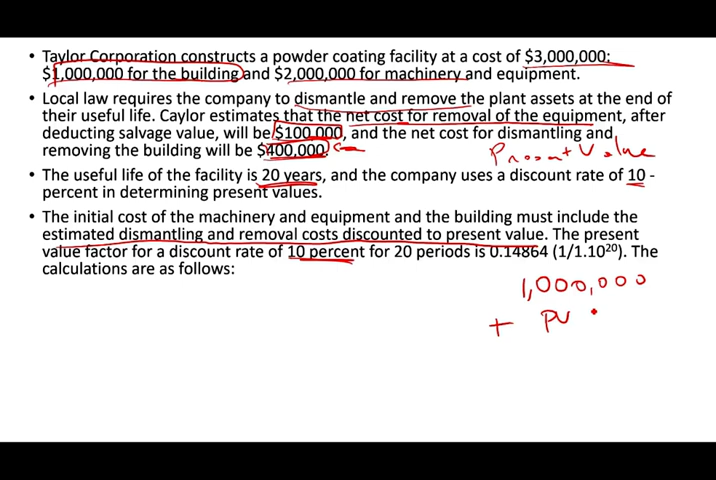 • Taylor Corporation constructs a powder coating facility at a cost of $3,000,000:
$1,000,000 for the building and $2,000,000 for machinery and equipment.
• Local law requires the company to dismantle and remove the plant assets at the end of
their useful life. Caylor estimates that the net cost for removal of the equipment, after
deducting salvage value, will be $100,000, and the net cost for dismantling and
removing the building will be $400,000.
Present Value
• The useful life of the facility is 20 years, and the company uses a discount rate of 10 -
percent in determining present values.
• The initial cost of the machinery and equipment and the building must include the
estimated dismantling and removal costs discounted to present value. The present
value factor for a discount rate of 10 percent for 20 periods is 0.14864 (1/1.10²⁰). The
calculations are as follows:
1,000,000
+ PV